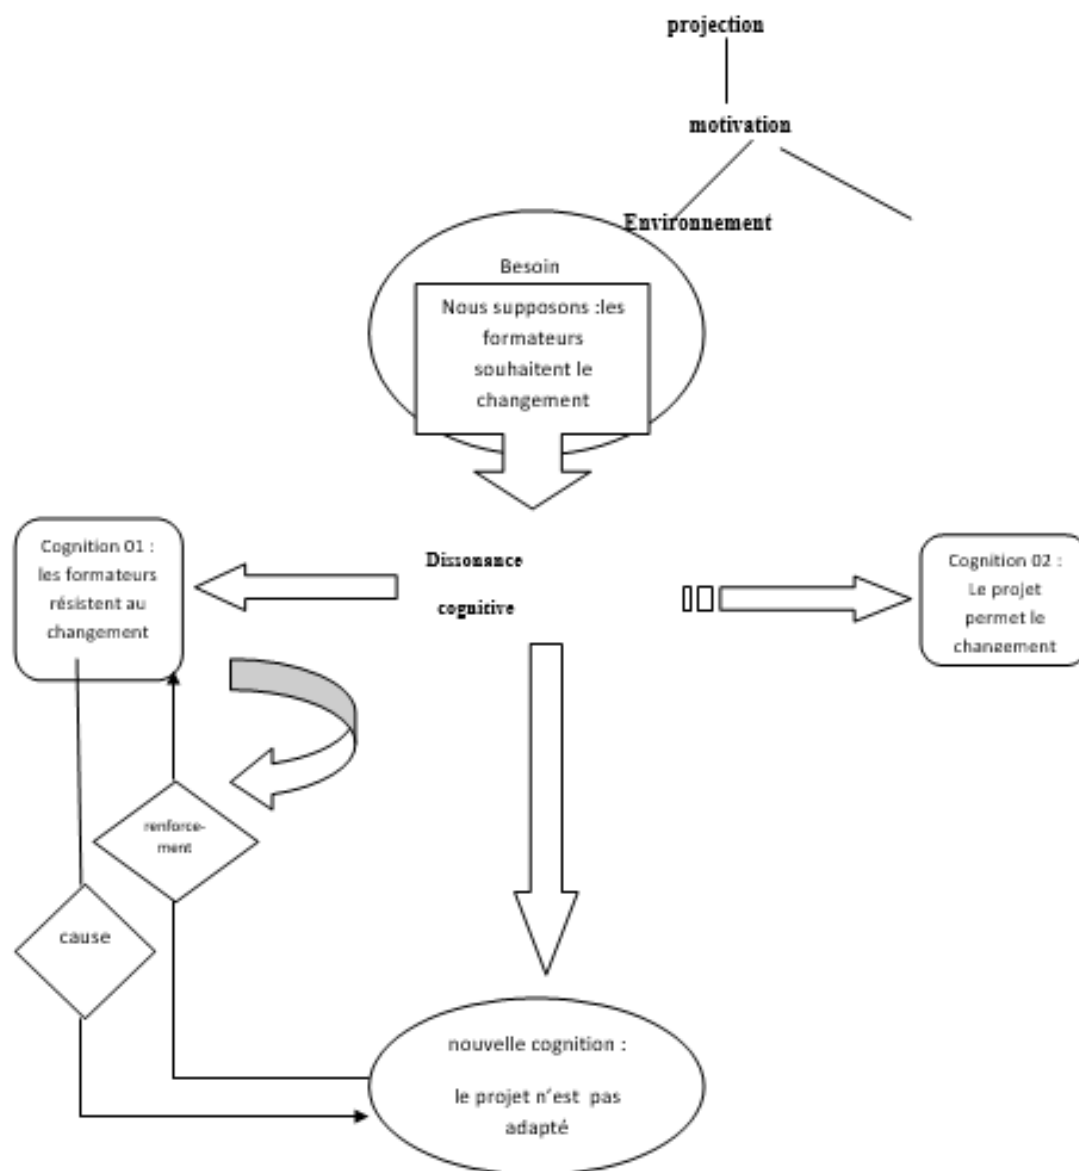 projection
motivation
Environnement
Besoin
Nous supposons :les
formateurs
souhaitent le
changement
Cognition 01 :
les formateurs
résistent au
changement
Dissonance
cognitive
Cognition 02 :
Le projet
permet le
changement
renforce-
ment
cause
nouvelle cognition :
le projet n'est pas
adapté